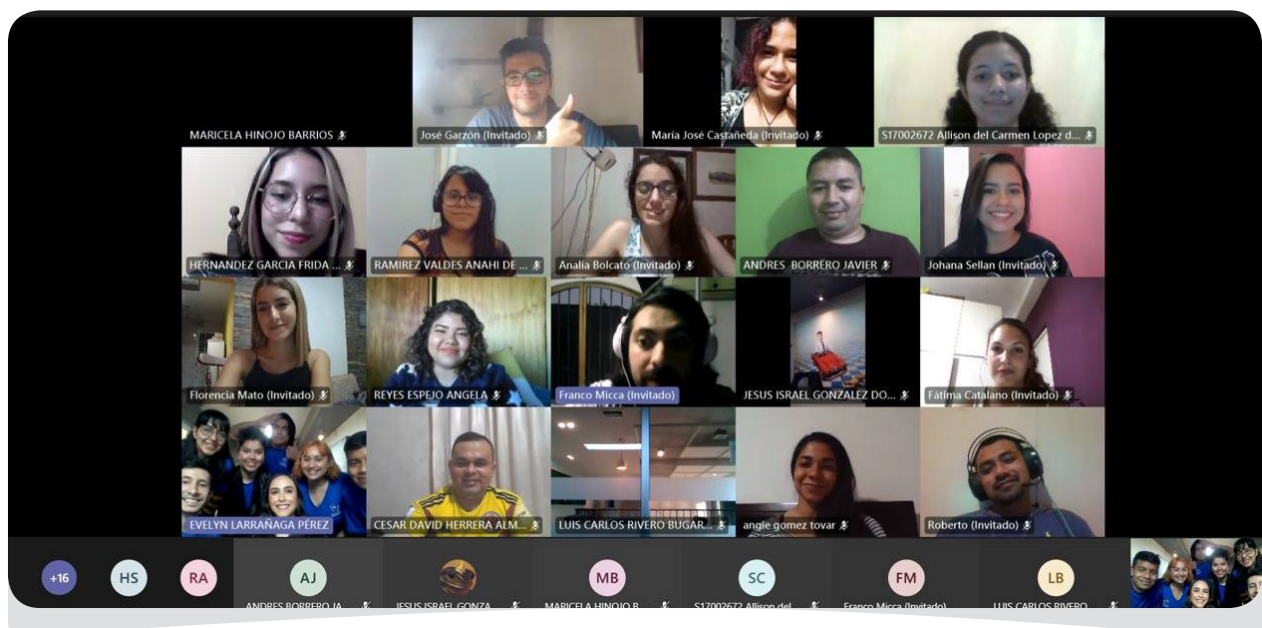 MARICELA HINOJO BARRIOS
José Garzón (Invitado)
María José Castañeda (Invitado)
S17002672 Allison del Carmen Lopez d...
HERNANDEZ GARCIA FRIDA ...
RAMIREZ VALDES ANAHI DE ...
Analía Bolcato (Invitado)
ANDRES BORRERO JAVIER
Johana Sellan (Invitado)
Florencia Mato (Invitado)
REYES ESPEJO ANGELA
Franco Micca (Invitado)
JESUS ISRAEL GONZALEZ DO...
Fátima Catalano (Invitado)
EVELYN LARRAÑAGA PÉREZ
CESAR DAVID HERRERA ALM...
LUIS CARLOS RIVERO BUGAR...
angie gomez tovar
Roberto (Invitado)
+16
HS
RA
AJ
MB
SC
FM
LB
ANDRES BORRERO JA...
JESUS ISRAEL GONZA...
MARICELA HINOJO B...
S17002672 Allison del ...
Franco Micca (Invitado)
LUIS CARLOS RIVERO ...